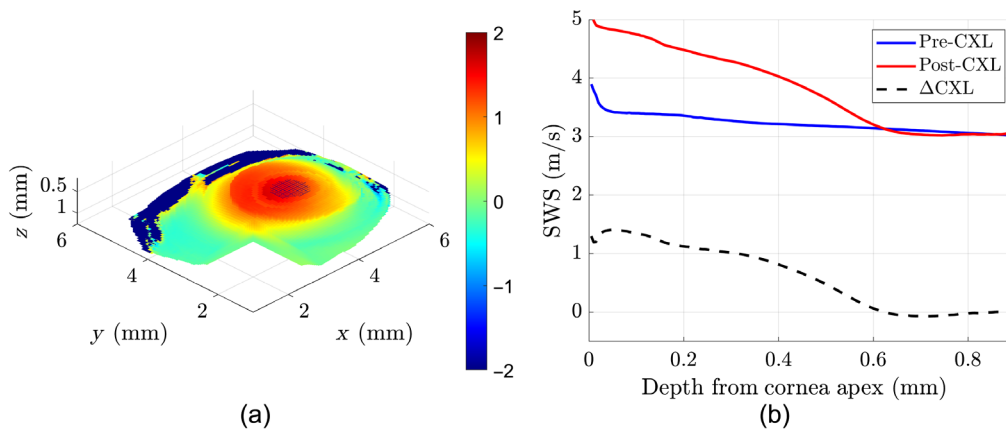 2
1
0
−1
−2
z (mm)
0.5
1
6
4
2
y (mm)
2
4
6
x (mm)
(a)
5
4
3
2
1
0
SWS (m/s)
Pre-CXL
Post-CXL
ΔCXL
0 0.2 0.4 0.6 0.8
Depth from cornea apex (mm)
(b)